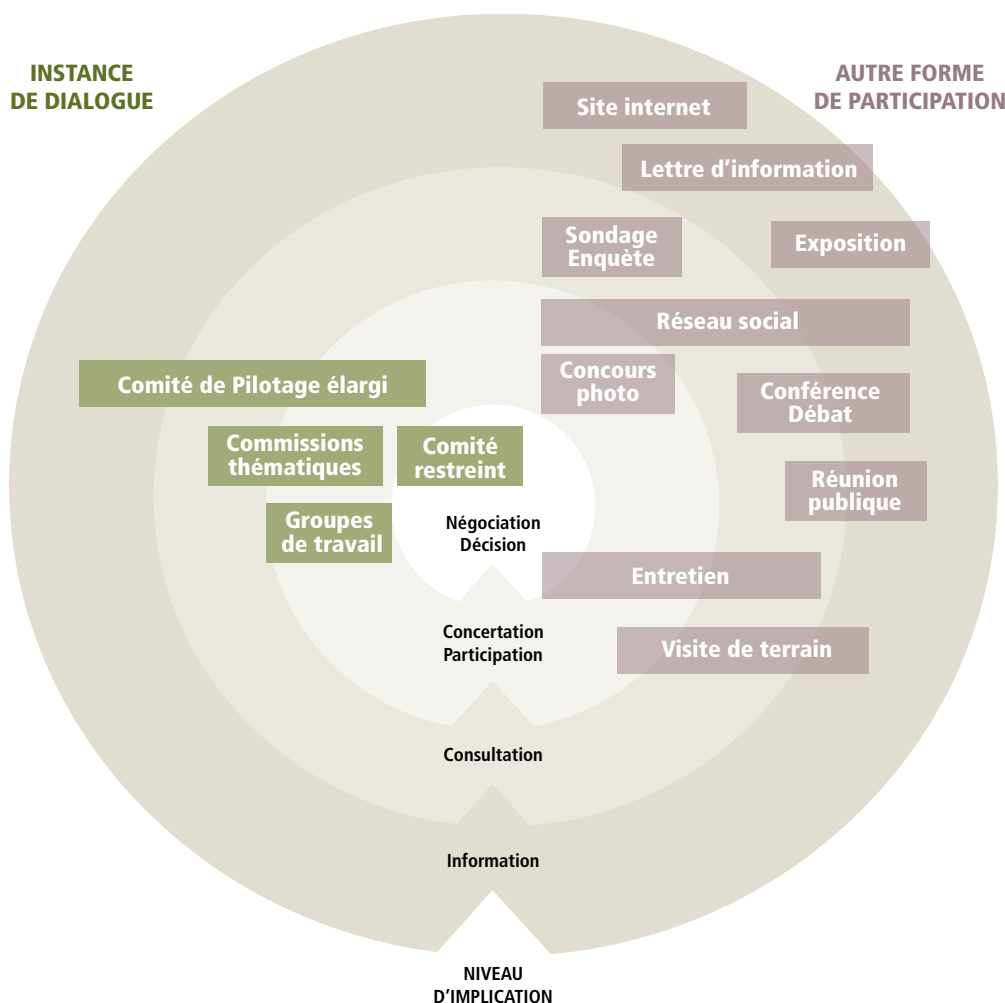 INSTANCE
DE DIALOGUE
AUTRE FORME
DE PARTICIPATION
Site internet
Lettre d’information
Sondage
Enquète
Exposition
Réseau social
Comité de Pilotage élargi
Concours
photo
Conférence
Débat
Commissions
thématiques
Comité
restreint
Réunion
publique
Groupes
de travail
Négociation
Décision
Entretien
Concertation
Participation
Visite de terrain
Consultation
Information
NIVEAU
D’IMPLICATION